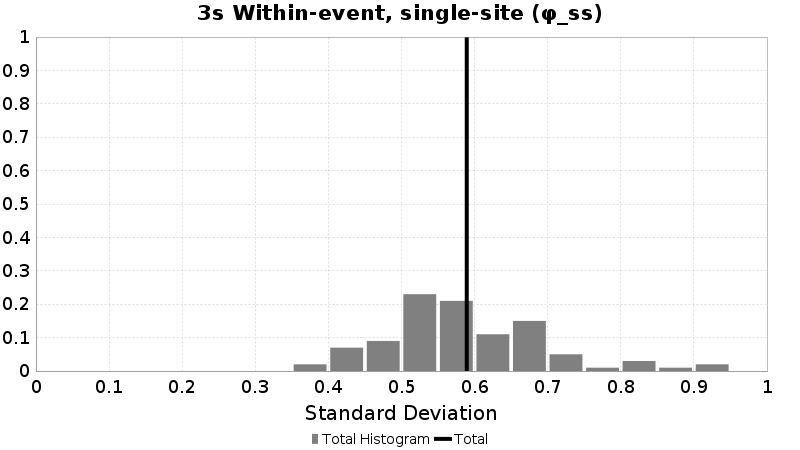 3s Within-event, single-site (φ_ss)
1
0.9
0.8
0.7
0.6
0.5
0.4
0.3
0.2
0.1
0
0 0.1 0.2 0.3 0.4 0.5 0.6 0.7 0.8 0.9 1
Standard Deviation
Total Histogram Total